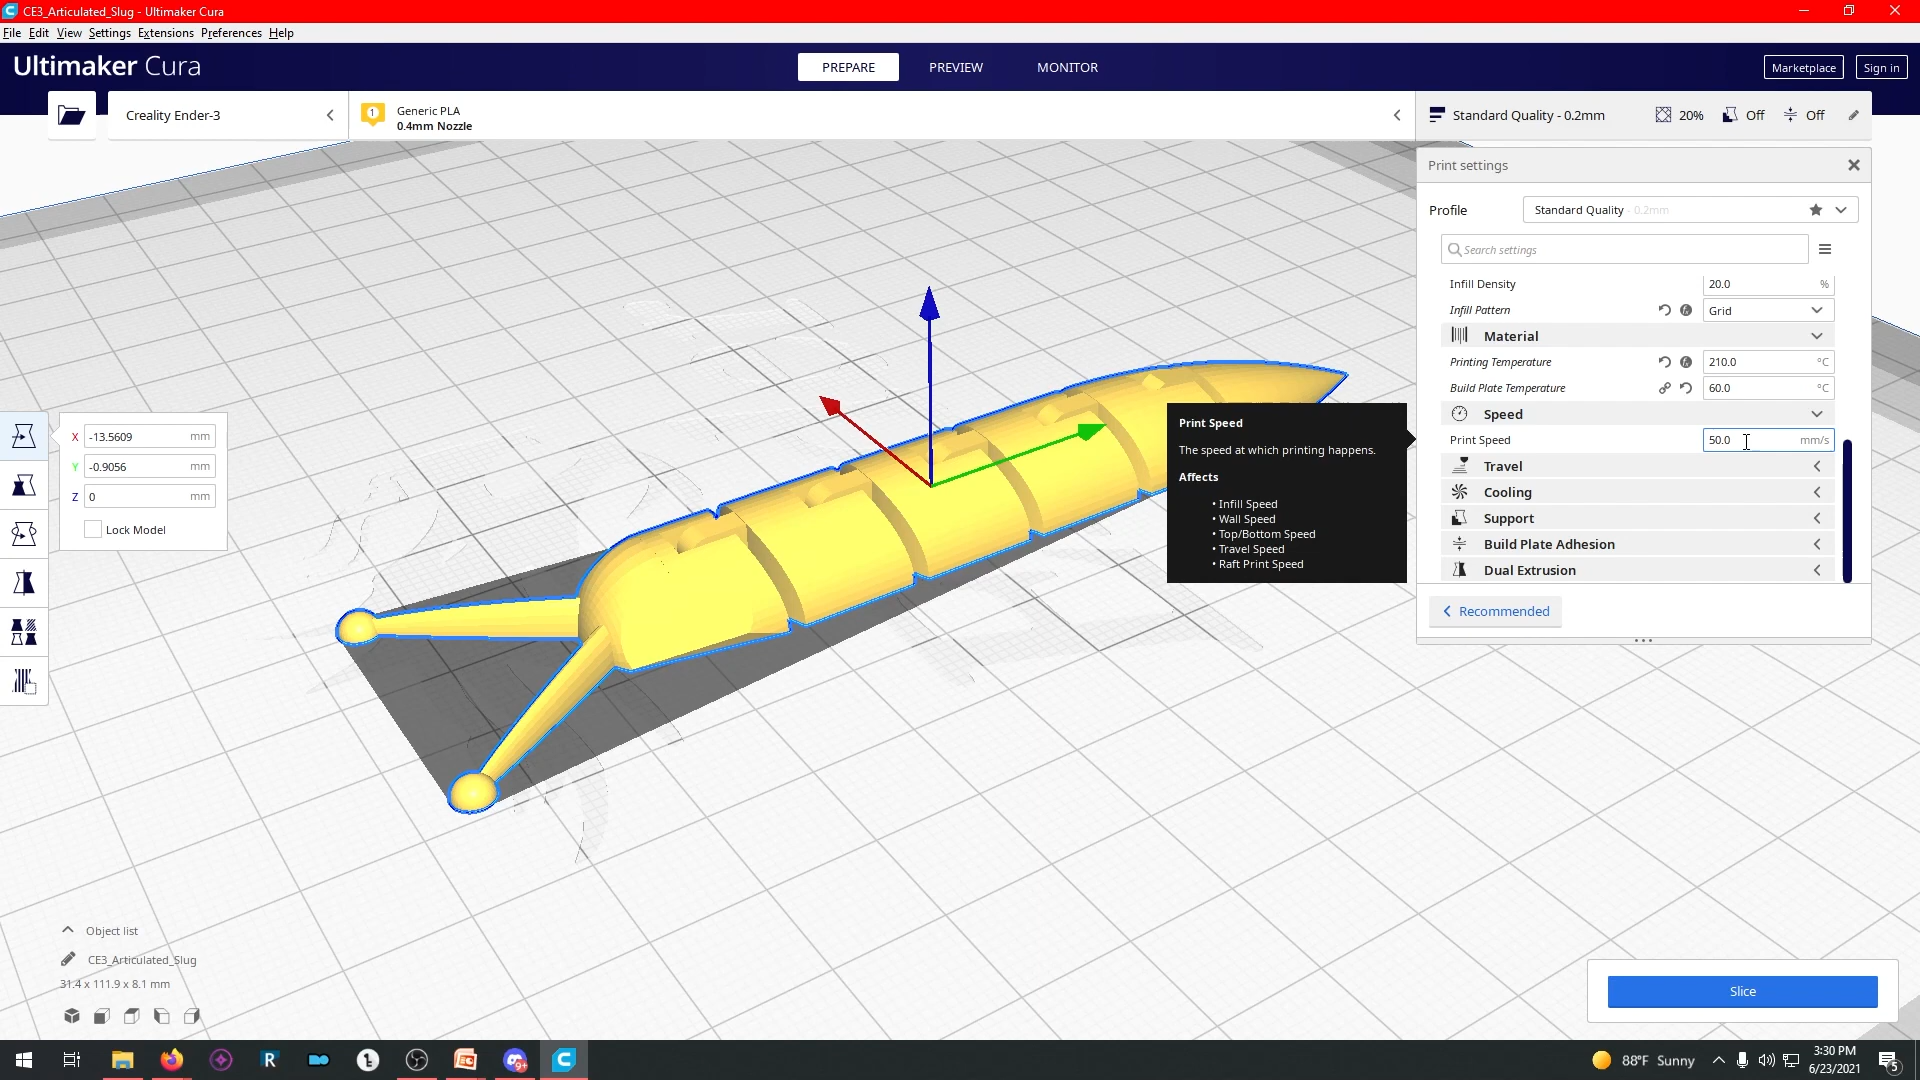 CE3_Articulated_Slug - Ultimaker Cura
File Edit View Settings Extensions Preferences Help
Ultimaker Cura
PREPARE
PREVIEW
MONITOR
Marketplace
Sign in
Creality Ender-3
1
Generic PLA
0.4mm Nozzle
Standard Quality - 0.2mm
20%
Off
Off
Print settings
Profile
Standard Quality - 0.2mm
Search settings
Infill Density 20.0 %
Infill Pattern Grid
Material
Printing Temperature 210.0 °C
Build Plate Temperature 60.0 °C
Speed
Print Speed 50.0 mm/s
Travel
Cooling
Support
Build Plate Adhesion
Dual Extrusion
Recommended
Print Speed
The speed at which printing happens.
Affects
• Infill Speed
• Wall Speed
• Top/Bottom Speed
• Travel Speed
• Raft Print Speed
X -13.5609 mm
Y -0.9056 mm
Z 0 mm
Lock Model
Object list
CE3_Articulated_Slug
31.4 x 111.9 x 8.1 mm
Slice
R
9+
88°F Sunny
3:30 PM
6/23/2021
5